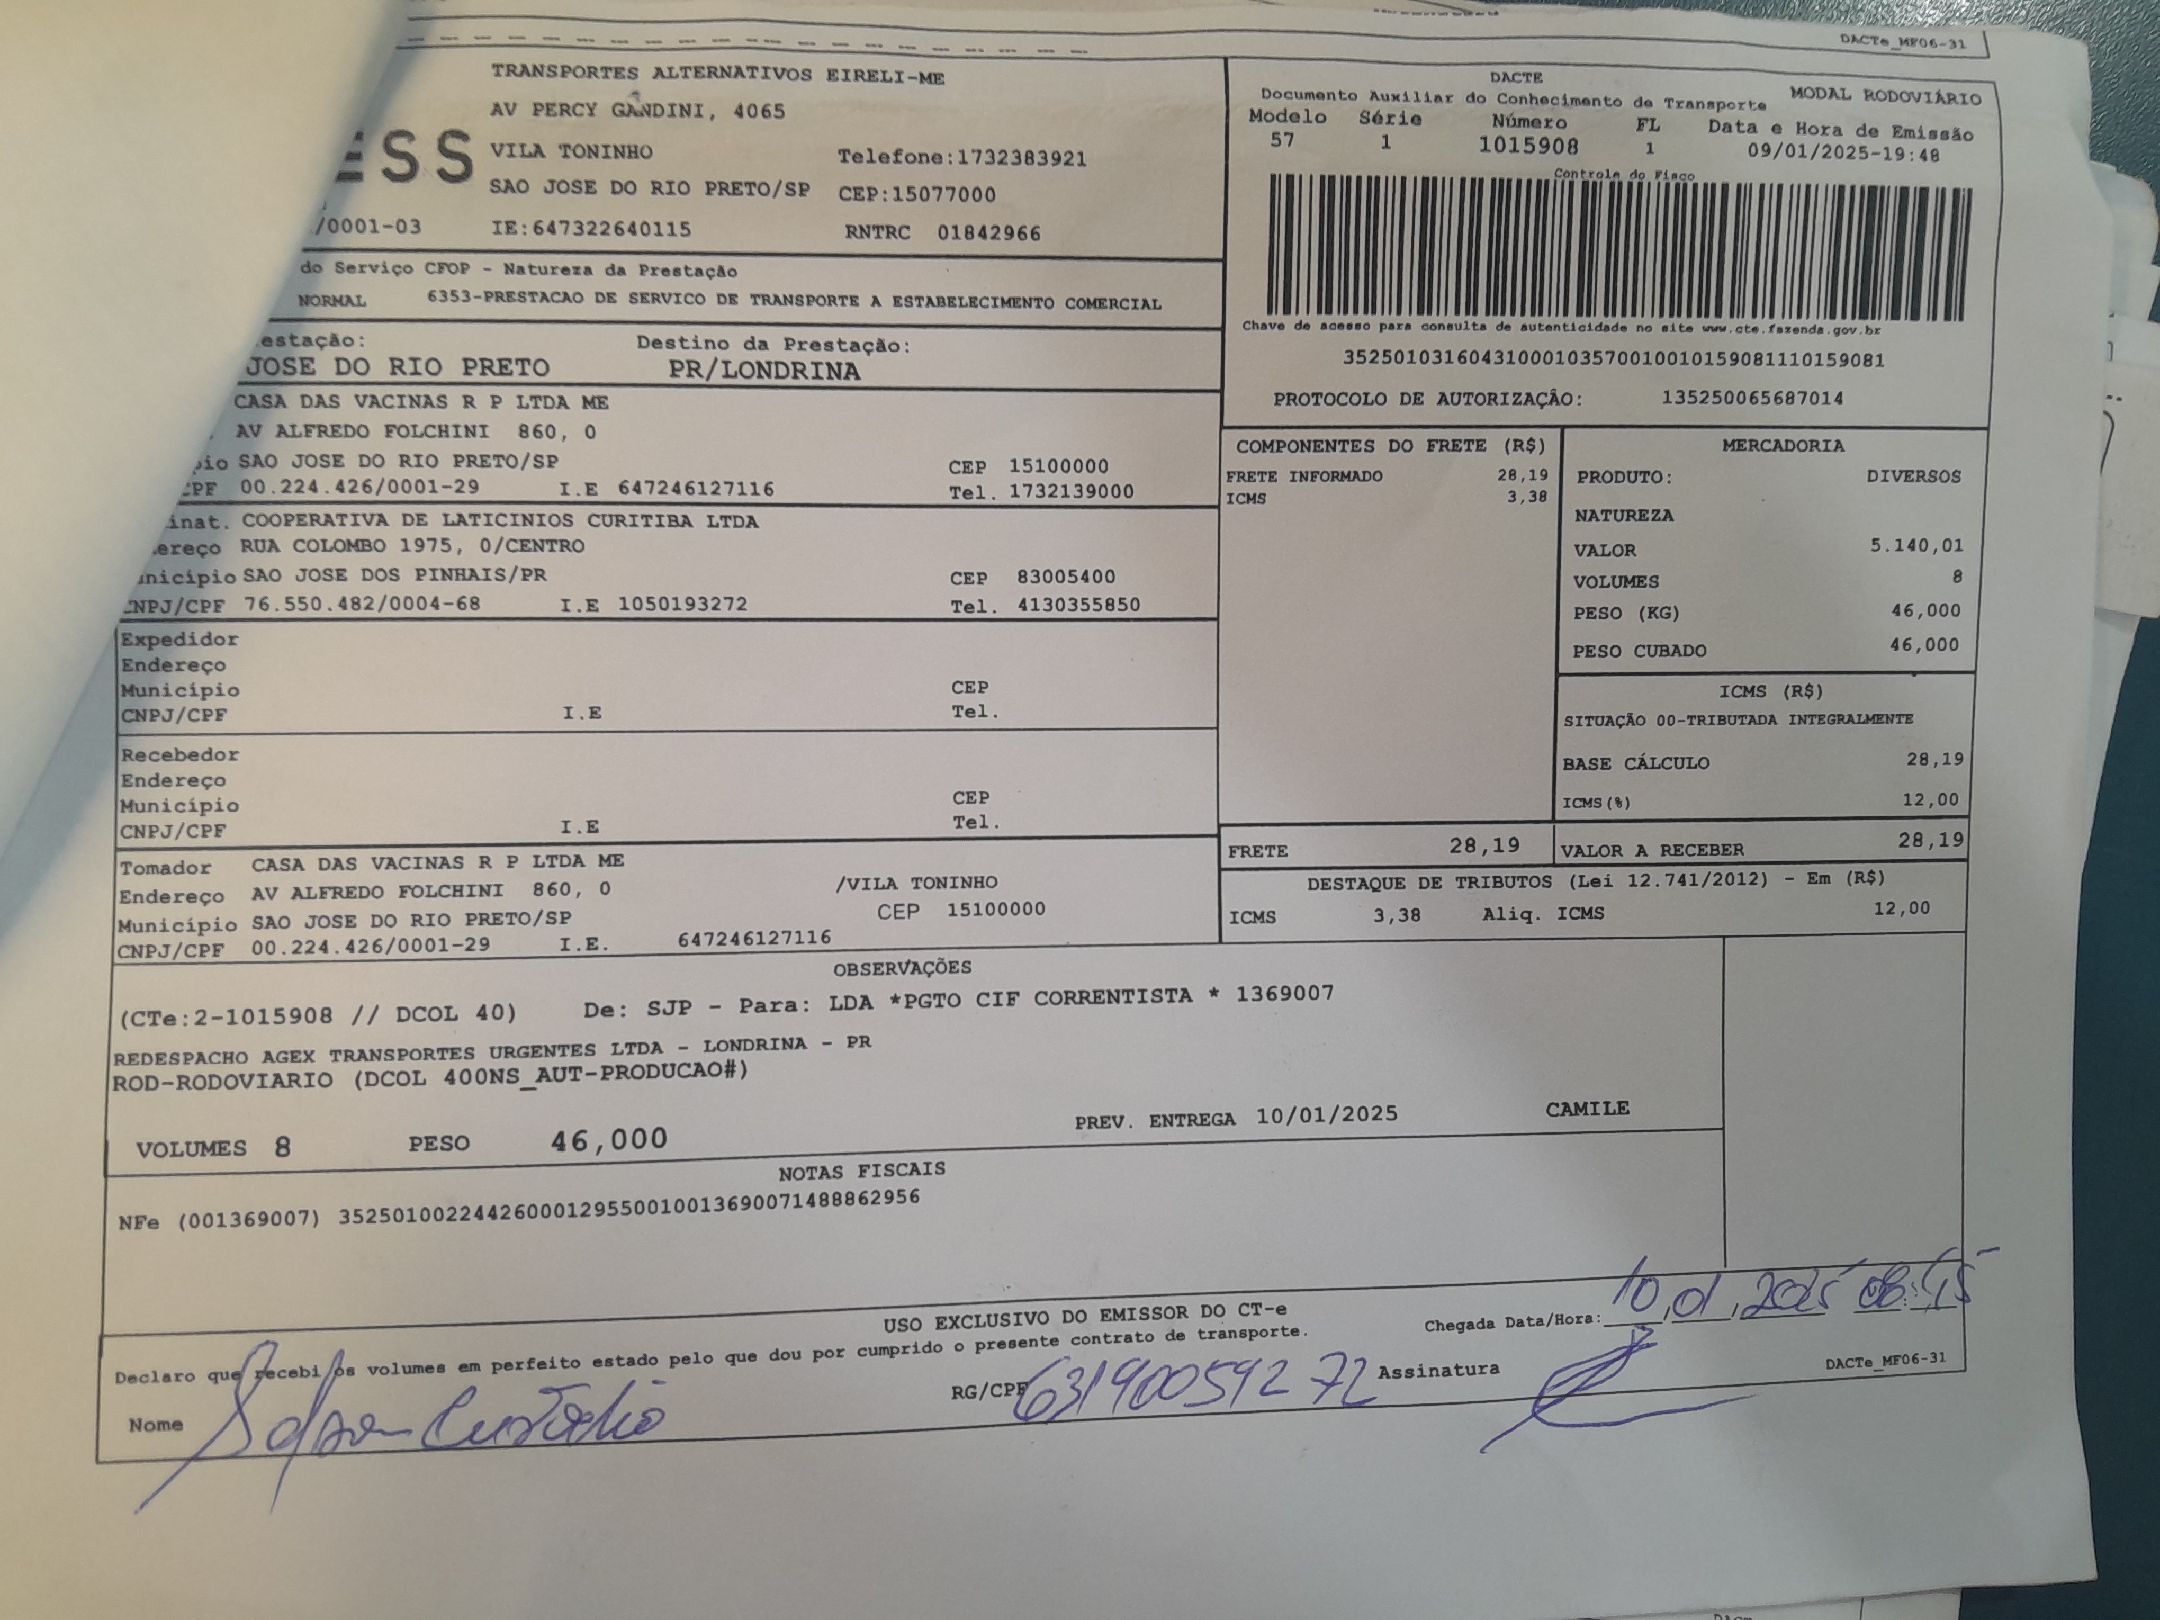 DACTe_MF06-31
TRANSPORTES ALTERNATIVOS EIRELI-ME
AV PERCY GANDINI, 4065
ESS
VILA TONINHO
Telefone:1732383921
SAO JOSE DO RIO PRETO/SP
CEP:15077000
/0001-03
IE:647322640115
RNTRC 01842966
DACTE
Documento Auxiliar do Conhecimento de Transporte
MODAL RODOVIÁRIO
Modelo Série Número FL Data e Hora de Emissão
57 1 1015908 1 09/01/2025-19:48
Controle do Fisco
Chave de acesso para consulta de autenticidade no site www.cte.fazenda.gov.br
35250103160431000103570010010159081110159081
PROTOCOLO DE AUTORIZAÇÂO: 135250065687014
do Serviço CFOP - Natureza da Prestação
NORMAL 6353-PRESTACAO DE SERVICO DE TRANSPORTE A ESTABELECIMENTO COMERCIAL
estação: Destino da Prestação:
JOSE DO RIO PRETO PR/LONDRINA
CASA DAS VACINAS R P LTDA ME
AV ALFREDO FOLCHINI 860, 0
pio SAO JOSE DO RIO PRETO/SP CEP 15100000
CPF 00.224.426/0001-29 I.E 647246127116 Tel. 1732139000
inat. COOPERATIVA DE LATICINIOS CURITIBA LTDA
ereço RUA COLOMBO 1975, 0/CENTRO
nicípio SAO JOSE DOS PINHAIS/PR CEP 83005400
CNPJ/CPF 76.550.482/0004-68 I.E 1050193272 Tel. 4130355850
Expedidor
Endereço
Município CEP
CNPJ/CPF I.E Tel.
Recebedor
Endereço
Município CEP
CNPJ/CPF I.E Tel.
Tomador CASA DAS VACINAS R P LTDA ME
Endereço AV ALFREDO FOLCHINI 860, 0 /VILA TONINHO
Município SAO JOSE DO RIO PRETO/SP CEP 15100000
CNPJ/CPF 00.224.426/0001-29 I.E. 647246127116
COMPONENTES DO FRETE (R$)
FRETE INFORMADO 28,19
ICMS 3,38
MERCADORIA
PRODUTO: DIVERSOS
NATUREZA
VALOR 5.140,01
VOLUMES 8
PESO (KG) 46,000
PESO CUBADO 46,000
ICMS (R$)
SITUAÇÃO 00-TRIBUTADA INTEGRALMENTE
BASE CÁLCULO 28,19
ICMS(%) 12,00
FRETE 28,19 VALOR A RECEBER 28,19
DESTAQUE DE TRIBUTOS (Lei 12.741/2012) - Em (R$)
ICMS 3,38 Aliq. ICMS 12,00
OBSERVAÇÕES
(CTe:2-1015908 // DCOL 40) De: SJP - Para: LDA *PGTO CIF CORRENTISTA * 1369007
REDESPACHO AGEX TRANSPORTES URGENTES LTDA - LONDRINA - PR
ROD-RODOVIARIO (DCOL 400NS_AUT-PRODUCAO#)
VOLUMES 8 PESO 46,000 PREV. ENTREGA 10/01/2025 CAMILE
NOTAS FISCAIS
NFe (001369007) 35250100224426000129550010013690071488862956
USO EXCLUSIVO DO EMISSOR DO CT-e
Declaro que recebi os volumes em perfeito estado pelo que dou por cumprido o presente contrato de transporte.
Chegada Data/Hora: 10,01,2025 08:15
Nome Custodio RG/CPF 63190059272 Assinatura
DACTe_MF06-31